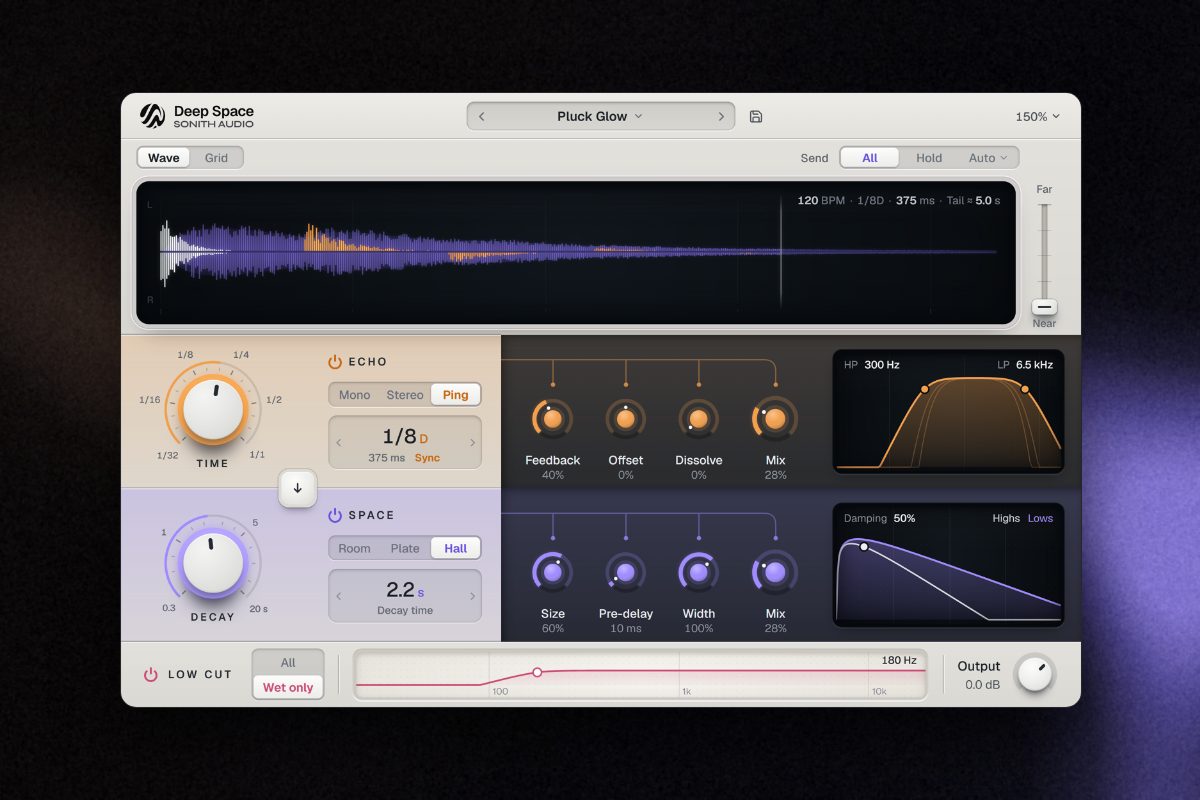 Deep Space
SONITH AUDIO
Pluck Glow
150%
Wave Grid
Send All Hold Auto
L
R
120 BPM · 1/8D · 375 ms · Tail ≈ 5.0 s
Far
Near
1/32 1/16 1/8 1/4 1/2 1/1
TIME
ECHO
Mono Stereo Ping
1/8 D
375 ms Sync
Feedback Offset Dissolve Mix
40% 0% 0% 28%
HP 300 Hz LP 6.5 kHz
0.3 1 5 20 s
DECAY
SPACE
Room Plate Hall
2.2 s
Decay time
Size Pre-delay Width Mix
60% 10 ms 100% 28%
Damping 50% Highs Lows
LOW CUT
All
Wet only
180 Hz
100 1k 10k
Output
0.0 dB